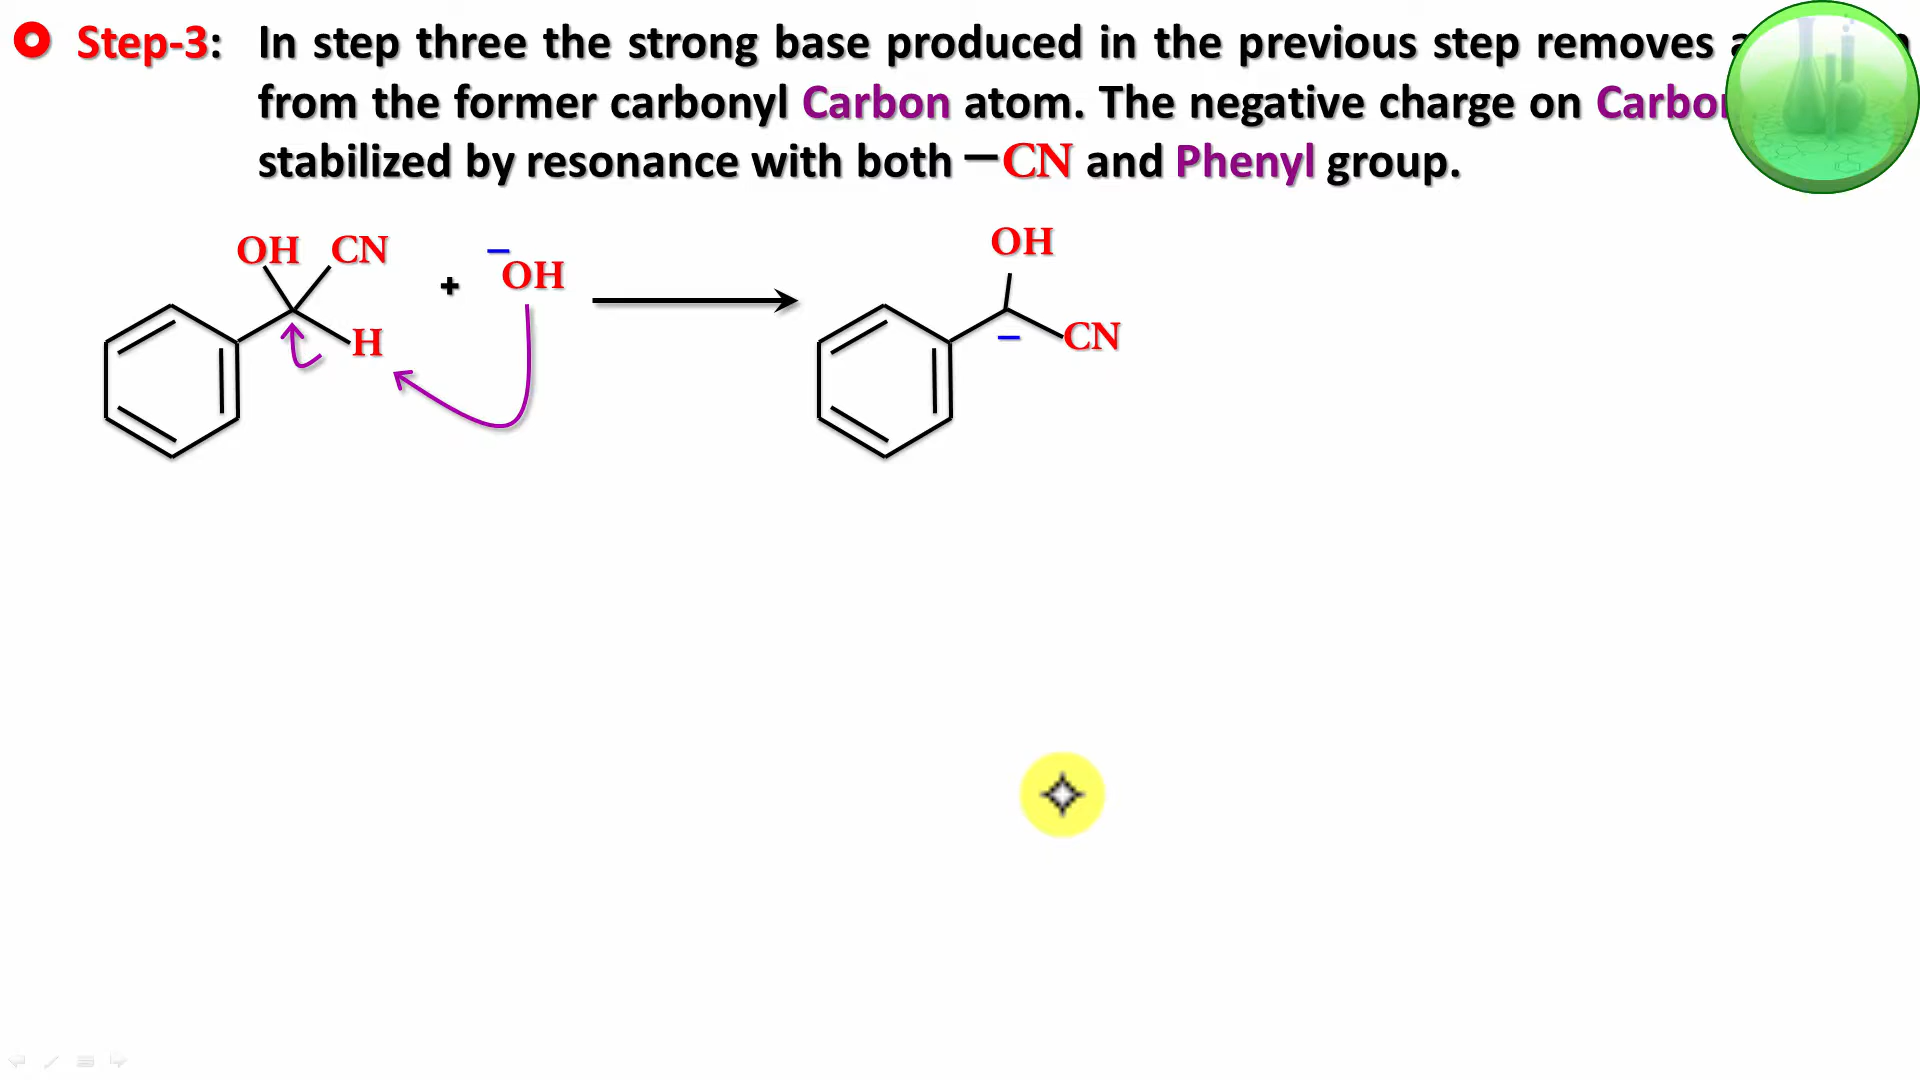 Step-3: In step three the strong base produced in the previous step removes
from the former carbonyl Carbon atom. The negative charge on
stabilized by resonance with both –CN and Phenyl group.
OH CN + –OH OH
H CN